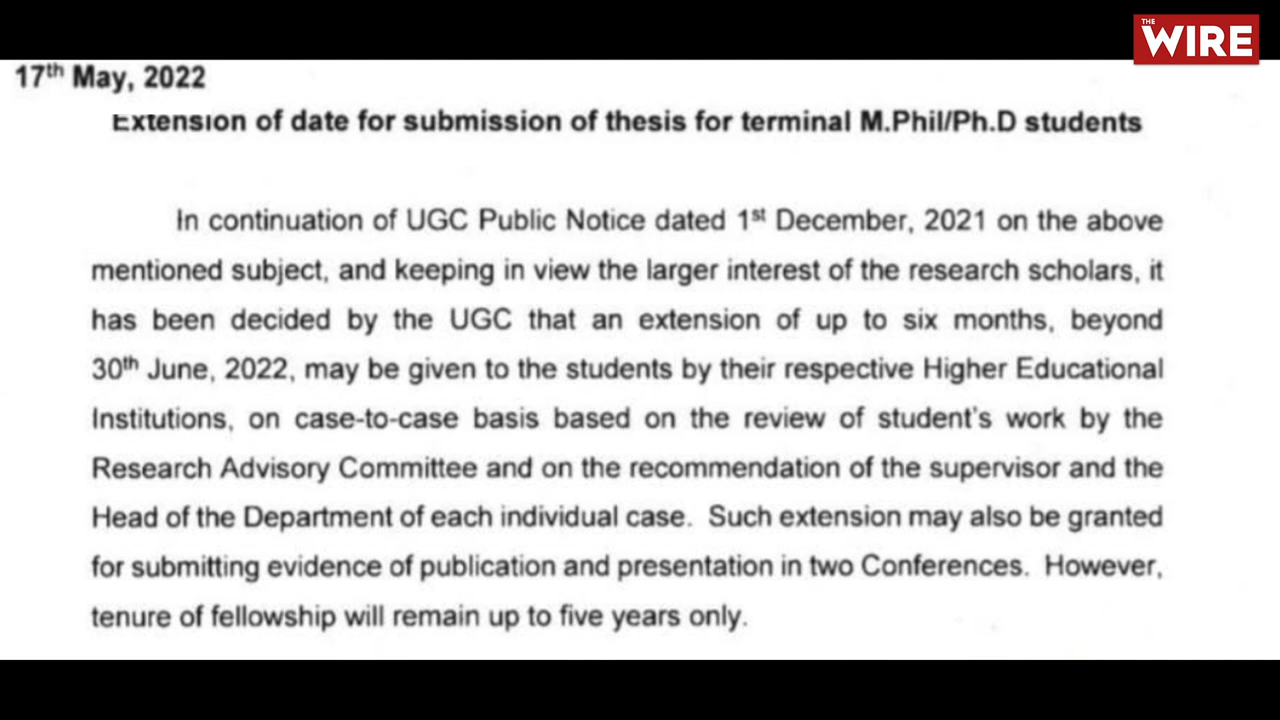 THE
WIRE
17th May, 2022
Extension of date for submission of thesis for terminal M.Phil/Ph.D students
In continuation of UGC Public Notice dated 1st December, 2021 on the above
mentioned subject, and keeping in view the larger interest of the research scholars, it
has been decided by the UGC that an extension of up to six months, beyond
30th June, 2022, may be given to the students by their respective Higher Educational
Institutions, on case-to-case basis based on the review of student's work by the
Research Advisory Committee and on the recommendation of the supervisor and the
Head of the Department of each individual case. Such extension may also be granted
for submitting evidence of publication and presentation in two Conferences. However,
tenure of fellowship will remain up to five years only.